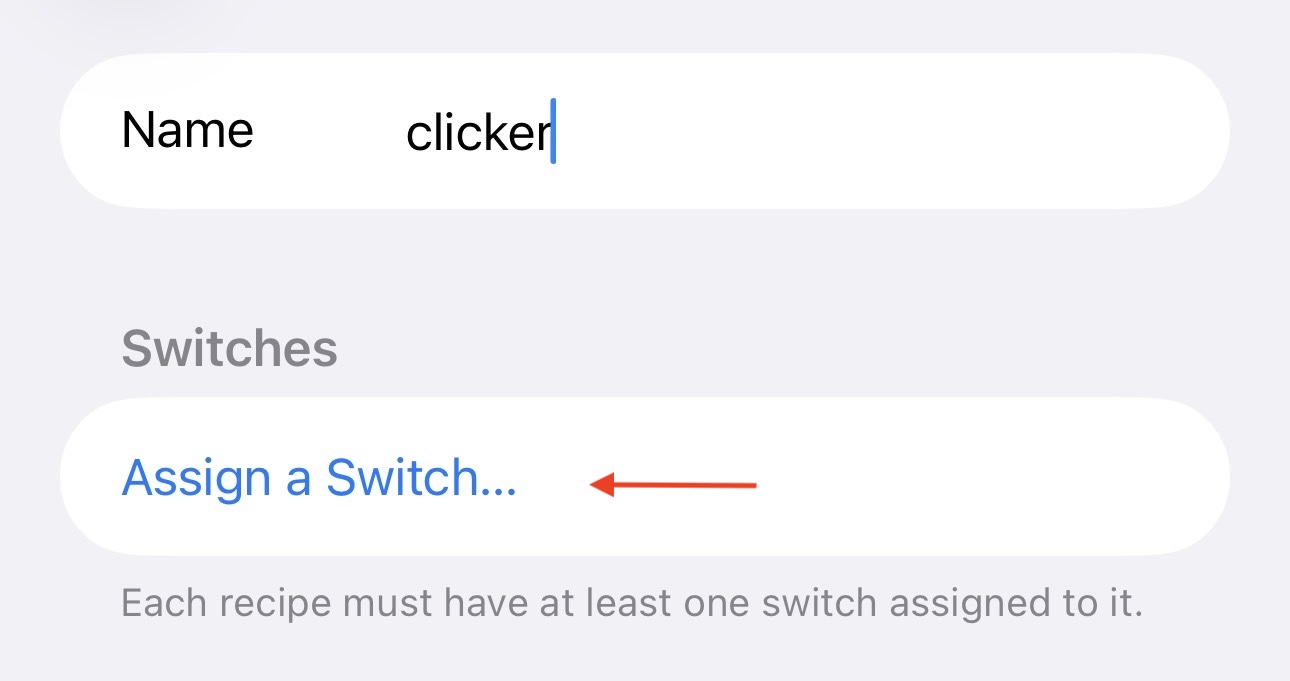 Name clicker
Switches
Assign a Switch...
Each recipe must have at least one switch assigned to it.